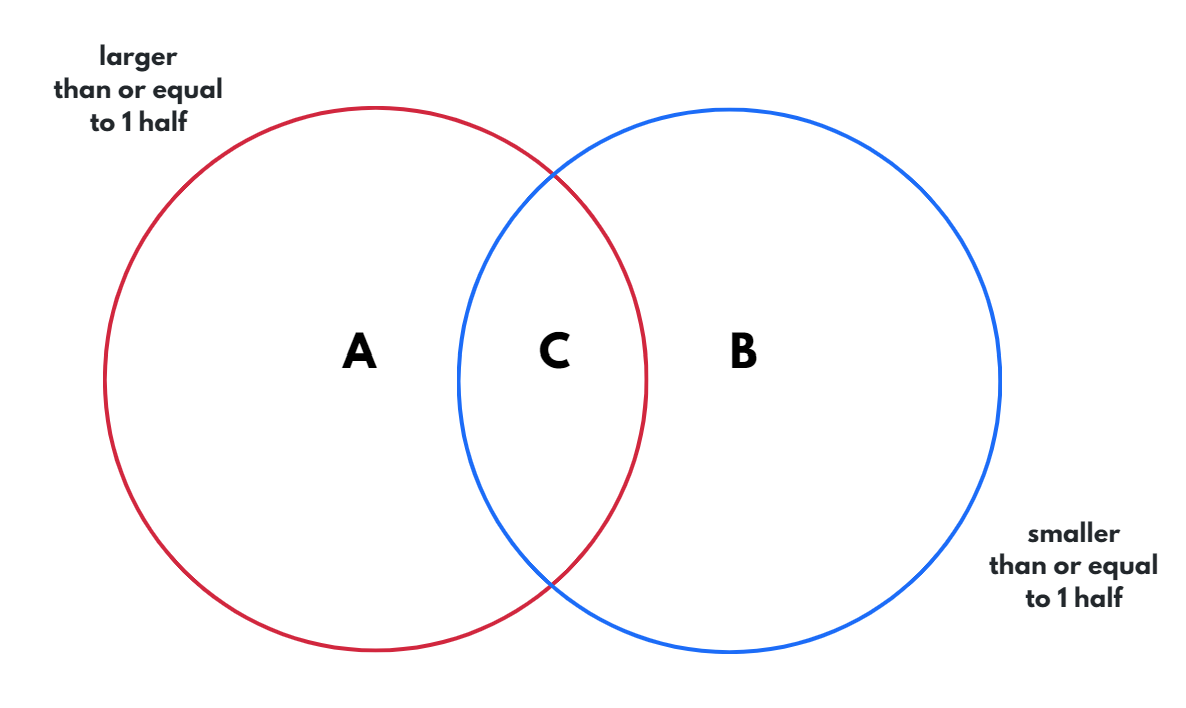 larger
than or equal
to 1 half
A
C
B
smaller
than or equal
to 1 half